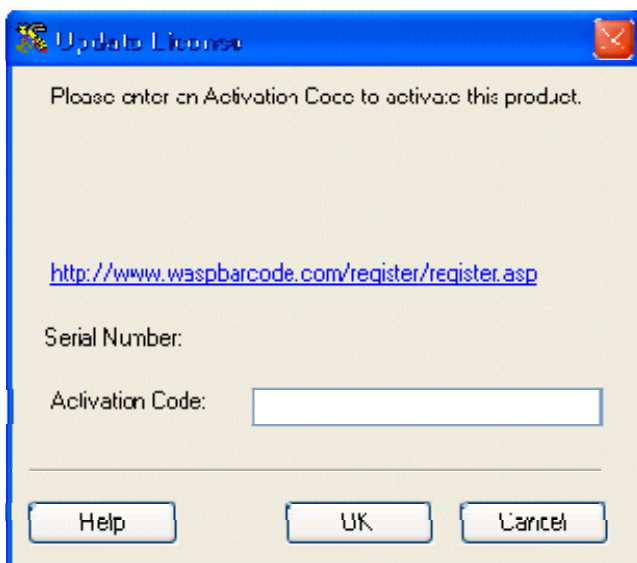 Update License
Please enter an Activation Code to activate this product.
http://www.waspbarcode.com/register/register.asp
Serial Number:
Activation Code:
Help
OK
Cancel